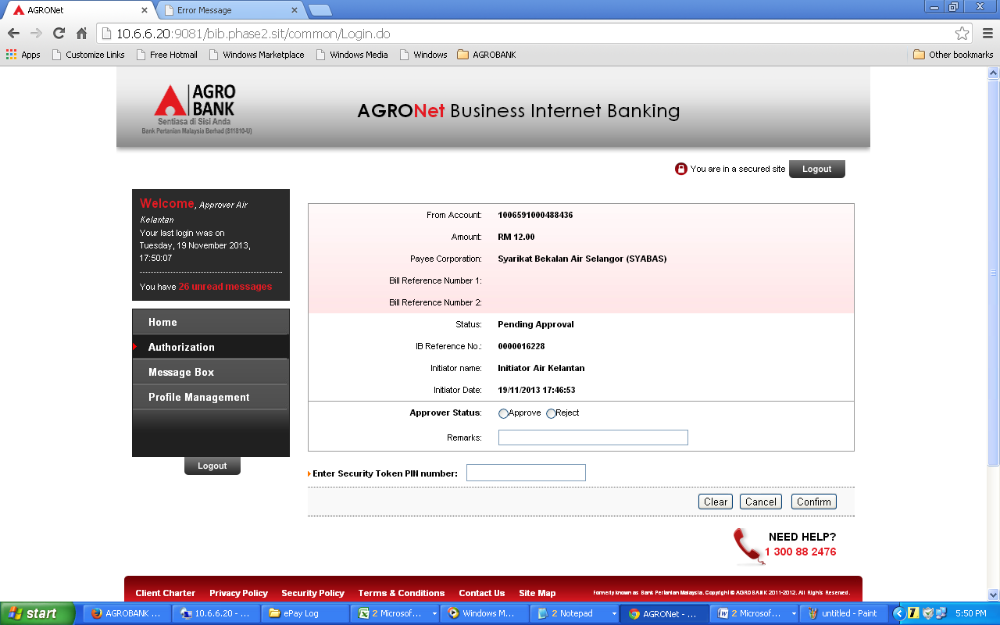 AGRONet
Error Message
10.6.6.20:9081/bib.phase2.sit/common/Login.do
Apps
Customize Links
Free Hotmail
Windows Marketplace
Windows Media
Windows
AGROBANK
Other bookmarks
AGRO
BANK
Sentiasa di Sisi Anda
Bank Pertanian Malaysia Berhad (811810-U)
AGRONet Business Internet Banking
You are in a secured site
Logout
Welcome, Approver Air
Kelantan
Your last login was on
Tuesday, 19 November 2013,
17:50:07
You have 26 unread messages
Home
Authorization
Message Box
Profile Management
Logout
From Account: 1006591000488436
Amount: RM 12.00
Payee Corporation: Syarikat Bekalan Air Selangor (SYABAS)
Bill Reference Number 1:
Bill Reference Number 2:
Status: Pending Approval
IB Reference No.: 0000016228
Initiator name: Initiator Air Kelantan
Initiator Date: 19/11/2013 17:46:53
Approver Status: Approve Reject
Remarks:
Enter Security Token PIN number:
Clear Cancel Confirm
NEED HELP?
1 300 88 2476
Client Charter Privacy Policy Security Policy Terms & Conditions Contact Us Site Map
Formerly known as Bank Pertanian Malaysia. Copyright © AGROBANK 2011-2012. All Rights Reserved.
start
AGROBANK ...
10.6.6.20 - ...
ePay Log
2 Microsof...
Windows M...
2 Notepad
AGRONet - ...
2 Microsof...
untitled - Paint
7
5:50 PM